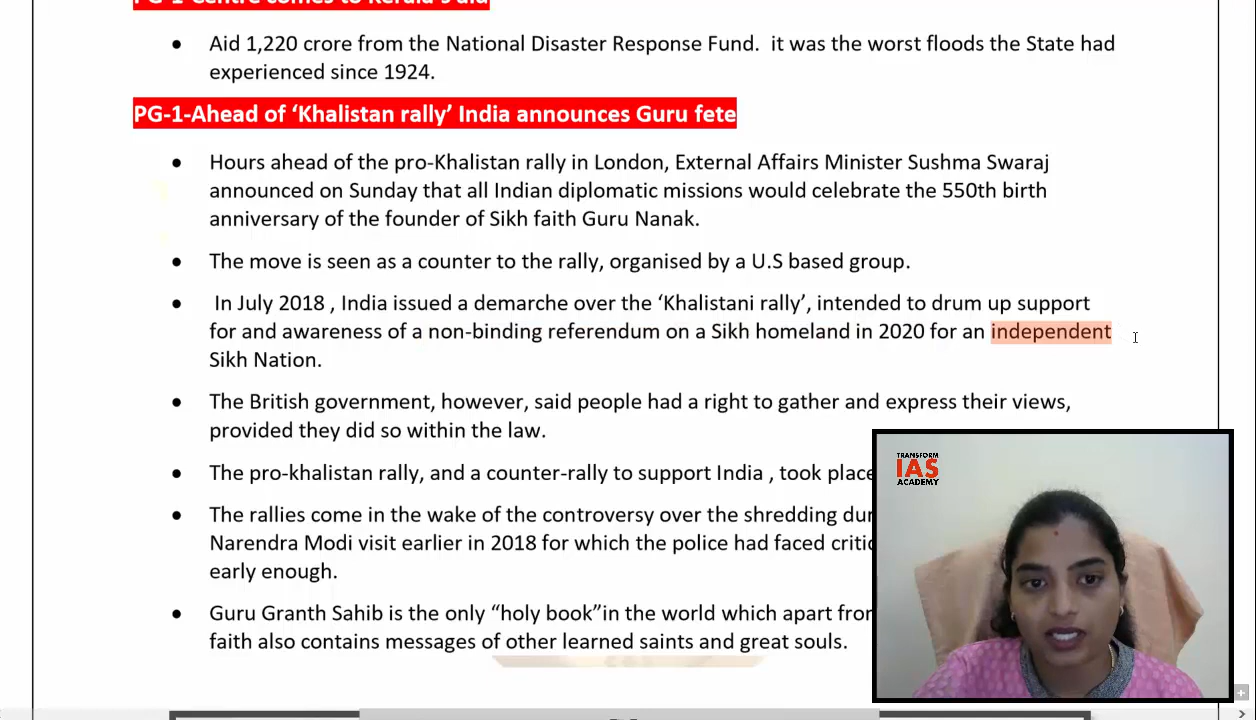 PG-1-Centre comes to Kerala's aid
• Aid 1,220 crore from the National Disaster Response Fund.  it was the worst floods the State had
experienced since 1924.
PG-1-Ahead of ‘Khalistan rally’ India announces Guru fete
• Hours ahead of the pro-Khalistan rally in London, External Affairs Minister Sushma Swaraj
announced on Sunday that all Indian diplomatic missions would celebrate the 550th birth
anniversary of the founder of Sikh faith Guru Nanak.
• The move is seen as a counter to the rally, organised by a U.S based group.
• In July 2018 , India issued a demarche over the ‘Khalistani rally’, intended to drum up support
for and awareness of a non-binding referendum on a Sikh homeland in 2020 for an independent
Sikh Nation.
• The British government, however, said people had a right to gather and express their views,
provided they did so within the law.
• The pro-khalistan rally, and a counter-rally to support India , took place
• The rallies come in the wake of the controversy over the shredding
Narendra Modi visit earlier in 2018 for which the police had faced
early enough.
• Guru Granth Sahib is the only “holy book”in the world which apart
faith also contains messages of other learned saints and great souls.
TRANSFORM
IAS
ACADEMY